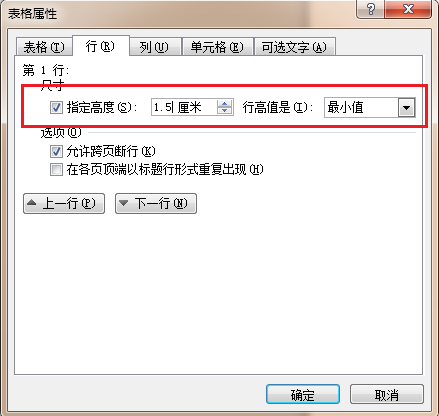 表格属性
表格(T) 行(R) 列(U) 单元格(E) 可选文字(A)
第 1 行:
尺寸
指定高度(S): 1.5 厘米 行高值是(I): 最小值
选项(O)
允许跨页断行(K)
在各页顶端以标题行形式重复出现(H)
上一行(P) 下一行(N)
确定 取消